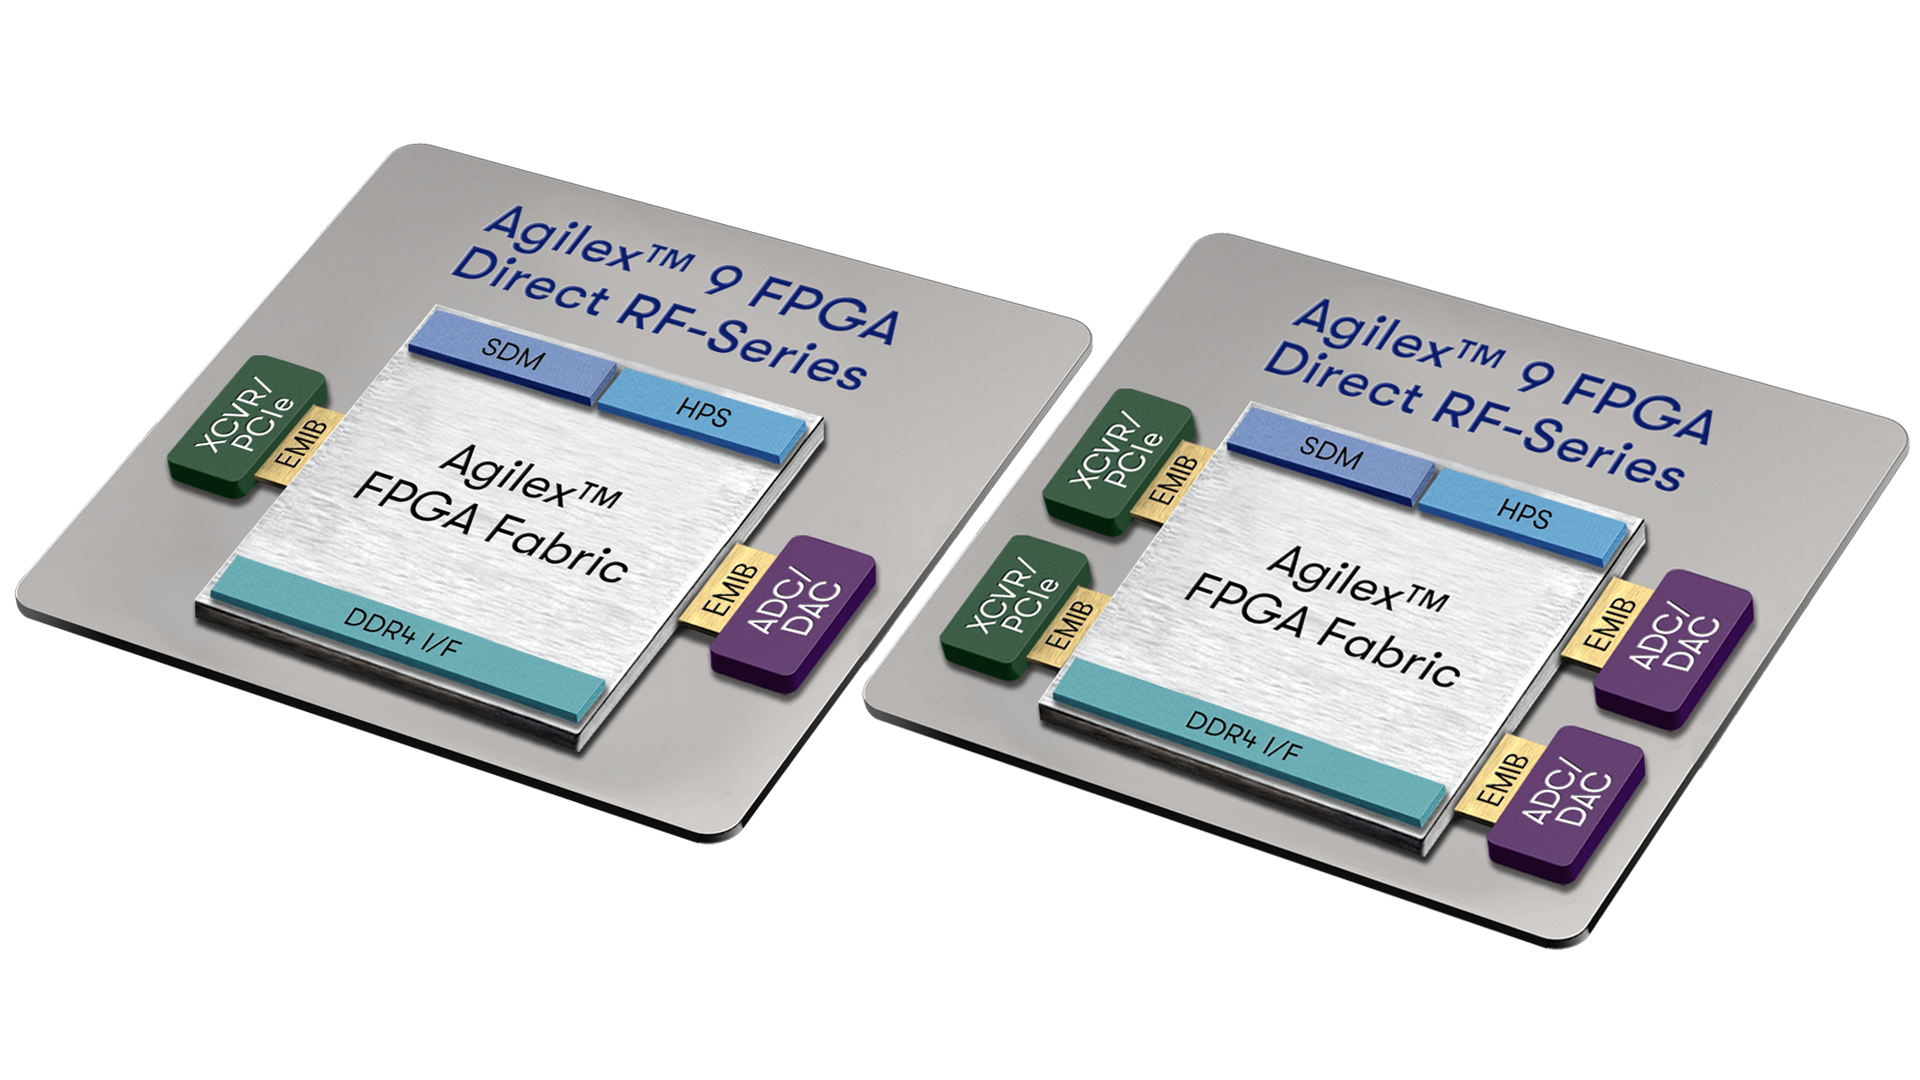 Agilex™ 9 FPGA
Direct RF-Series
SDM
HPS
XCVR/
PCIe
EMIB
Agilex™
FPGA Fabric
EMIB
ADC/
DAC
DDR4 I/F
Agilex™ 9 FPGA
Direct RF-Series
SDM
HPS
XCVR/
PCIe
EMIB
XCVR/
PCIe
EMIB
Agilex™
FPGA Fabric
EMIB
ADC/
DAC
EMIB
ADC/
DAC
DDR4 I/F